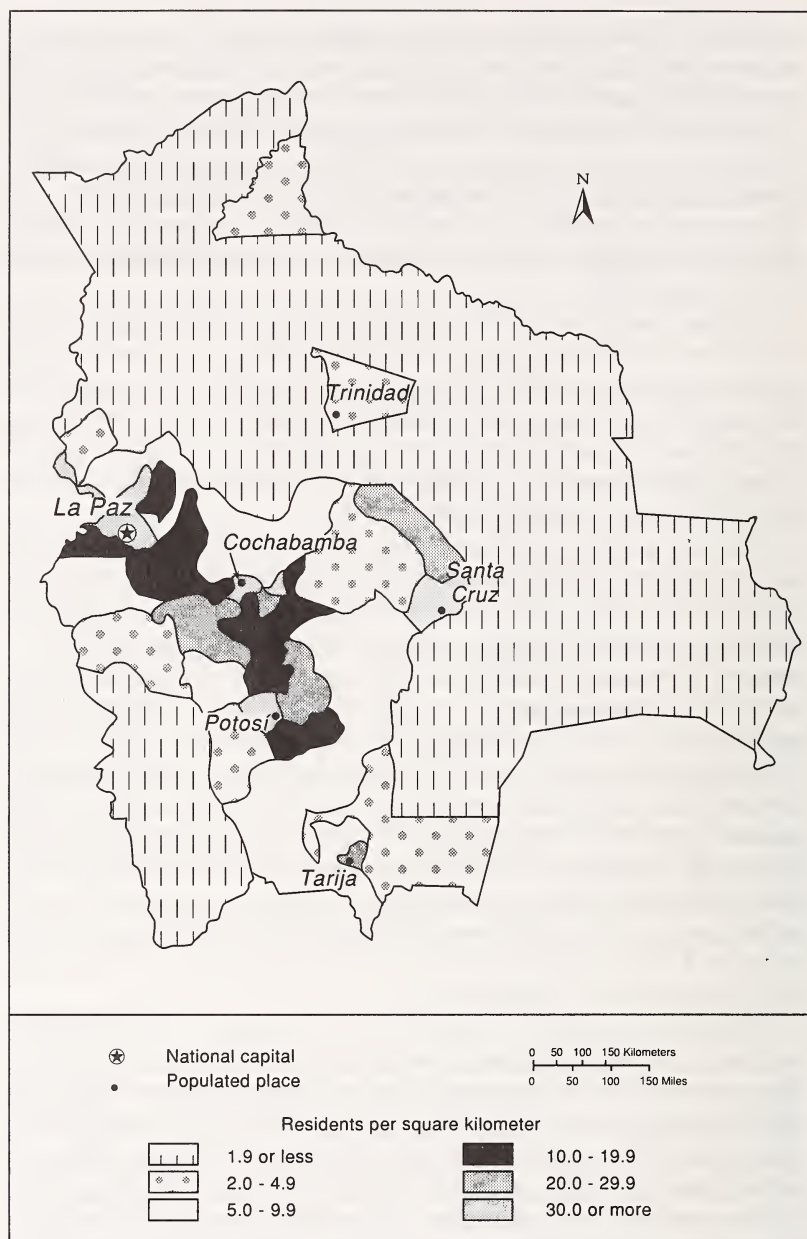 N
Trinidad
La Paz
Cochabamba
Santa
Cruz
Potosí
Tarija
National capital
Populated place
0 50 100 150 Kilometers
0 50 100 150 Miles
Residents per square kilometer
1.9 or less
2.0 - 4.9
5.0 - 9.9
10.0 - 19.9
20.0 - 29.9
30.0 or more